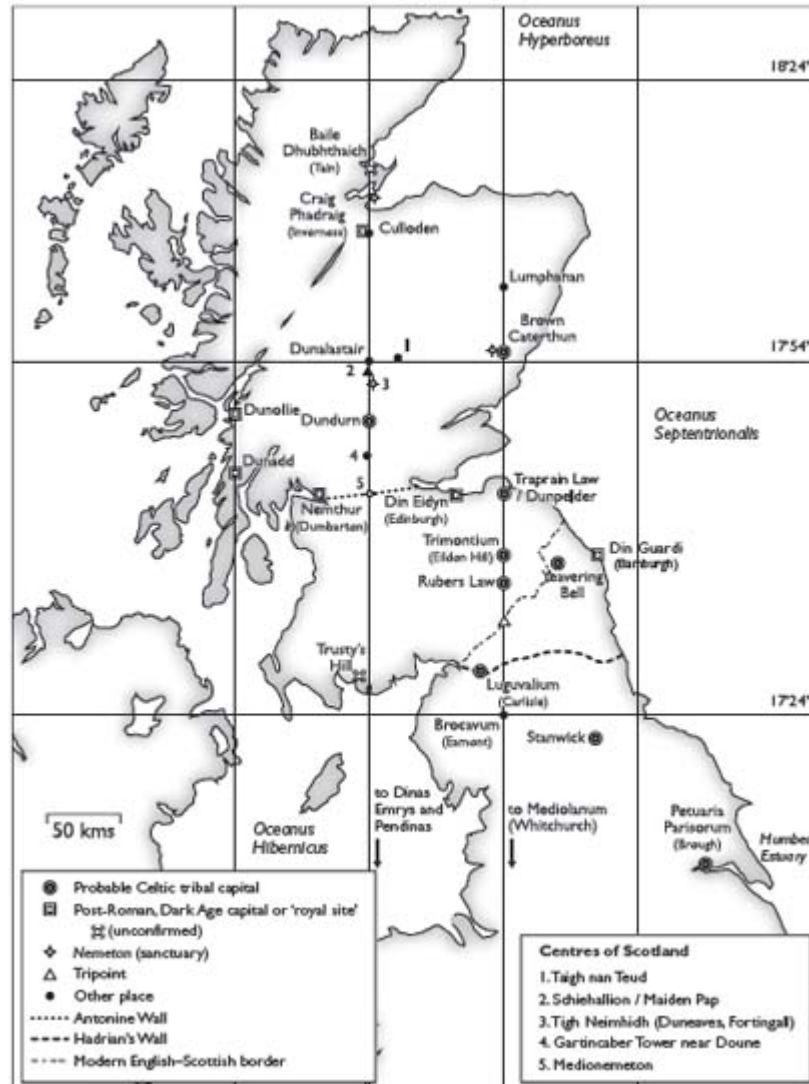 Oceanus
Hyperboreus
18'24"
Baile
Dhubhthaich
(Tain)
Craig
Phadraig
(Inverness)
Culloden
Lumphanan
Brown
Caterthun
Dunalastair
1
17'54"
2
3
Dunollie
Dundurn
Oceanus
Septentrionalis
4
Dunadd
5
Nemthur
(Dumbarton)
Din Eidyn
(Edinburgh)
Traprain Law
/ Dunpelder
Trimontium
(Eildon Hill)
Din Guardi
(Bamburgh)
Rubers Law
Yeavering
Bell
Trusty's
Hill
Luguvalium
(Carlisle)
17'24"
Brocavum
(Eamont)
Stanwick
to Dinas
Emrys and
Pendinas
to Mediolanum
(Whitchurch)
50 kms
Oceanus
Hibernicus
Petuaria
Parisorum
(Brough)
Humber
Estuary
Probable Celtic tribal capital
Post-Roman, Dark Age capital or 'royal site'
(unconfirmed)
Nemeton (sanctuary)
Tripoint
Other place
Antonine Wall
Hadrian's Wall
Modern English–Scottish border
Centres of Scotland
1. Taigh nan Teud
2. Schiehallion / Maiden Pap
3. Tigh Neimhidh (Duneaves, Fortingall)
4. Gartincaber Tower near Doune
5. Medionemeton